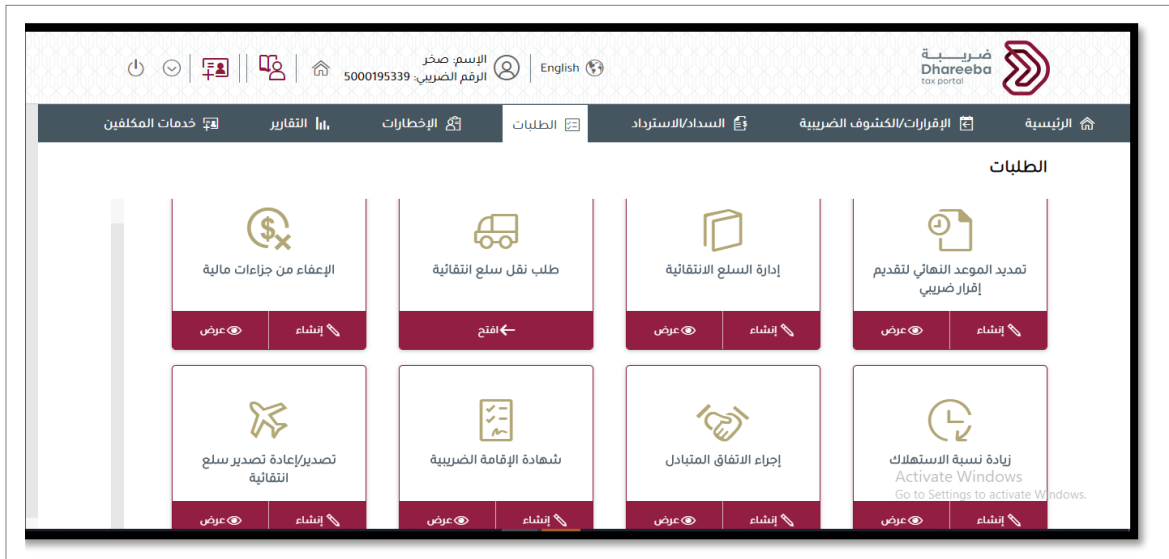 ضريـبـــة
Dhareeba
tax portal
English
الإسم: صخر
الرقم الضريبي: 5000195339
الرئيسية
الإقرارات/الكشوف الضريبية
السداد/الاسترداد
الطلبات
الإخطارات
التقارير
خدمات المكلفين
الطلبات
تمديد الموعد النهائي لتقديم
إقرار ضريبي
إنشاء
عرض
إدارة السلع الانتقائية
إنشاء
عرض
طلب نقل سلع انتقائية
افتح
الإعفاء من جزاءات مالية
إنشاء
عرض
زيادة نسبة الاستهلاك
إنشاء
عرض
إجراء الاتفاق المتبادل
إنشاء
عرض
شهادة الإقامة الضريبية
إنشاء
عرض
تصدير/إعادة تصدير سلع
انتقائية
إنشاء
عرض
Activate Windows
Go to Settings to activate Windows.